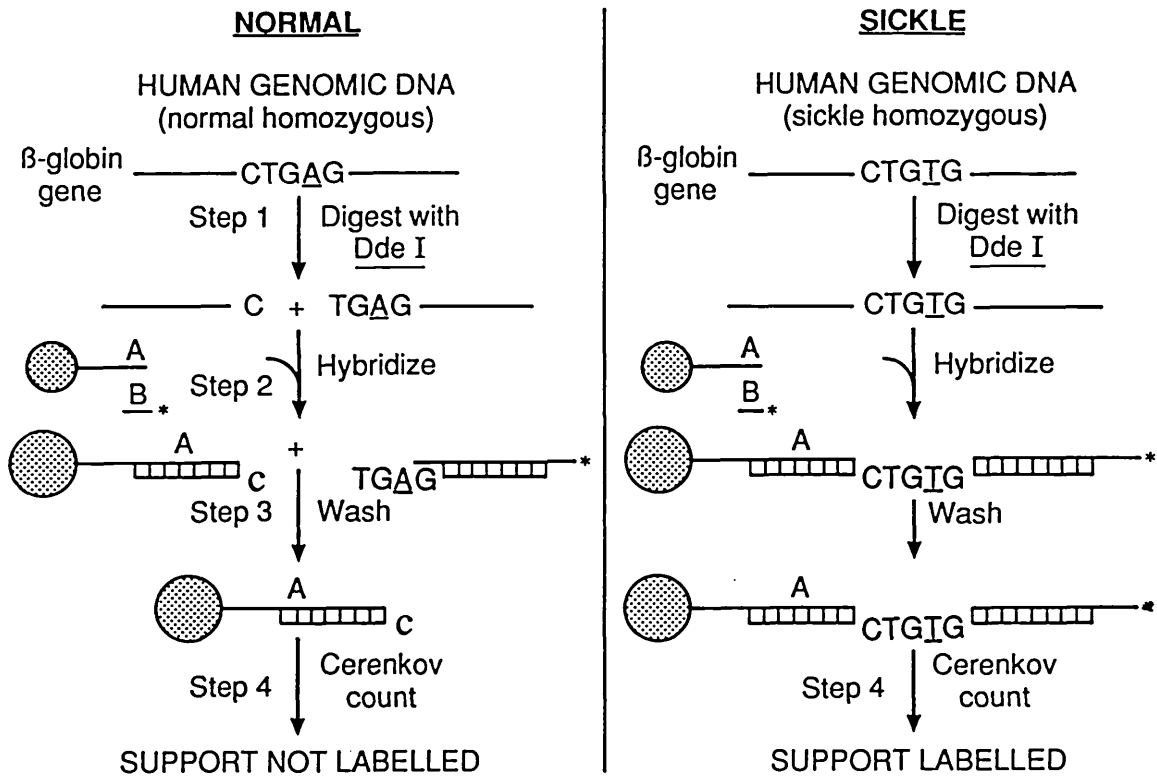 NORMAL
HUMAN GENOMIC DNA
(normal homozygous)
ß-globin
gene
CTGAG
Step 1
Digest with
Dde I
C + TGAG
A
B *
Step 2
Hybridize
A
C
+
TGAG
*
Step 3
Wash
A
C
Step 4
Cerenkov
count
SUPPORT NOT LABELLED
SICKLE
HUMAN GENOMIC DNA
(sickle homozygous)
ß-globin
gene
CTGTG
Digest with
Dde I
CTGTG
A
B *
Hybridize
A
CTGTG
*
Wash
A
CTGTG
*
Step 4
Cerenkov
count
SUPPORT LABELLED